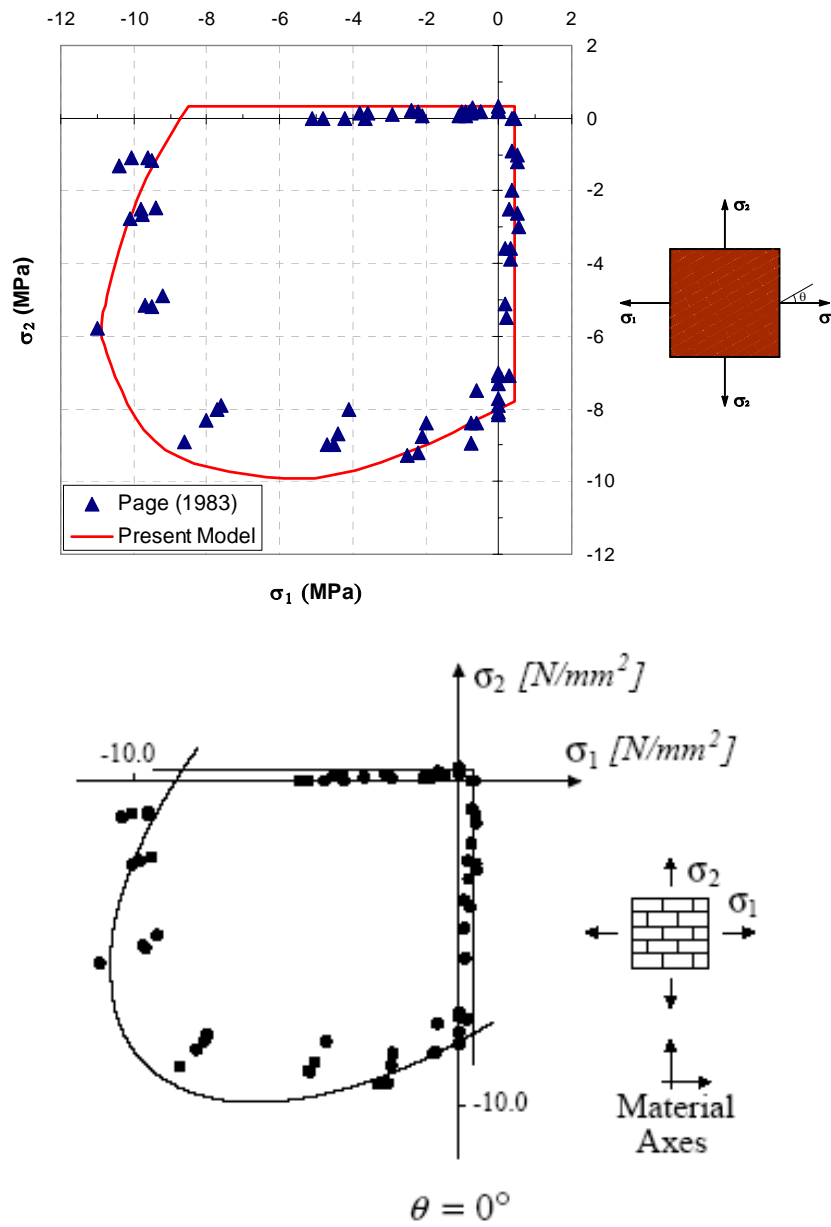 -12 -10 -8 -6 -4 -2 0 2
2
0
-2
-4
-6
-8
-10
-12
σ₂ (MPa)
Page (1983)
Present Model
σ₁ (MPa)
σ₂
θ
σ₁
σ
σ₂
σ₂ [N/mm²]
-10.0
σ₁ [N/mm²]
σ₂
σ₁
-10.0
Material
Axes
θ = 0°